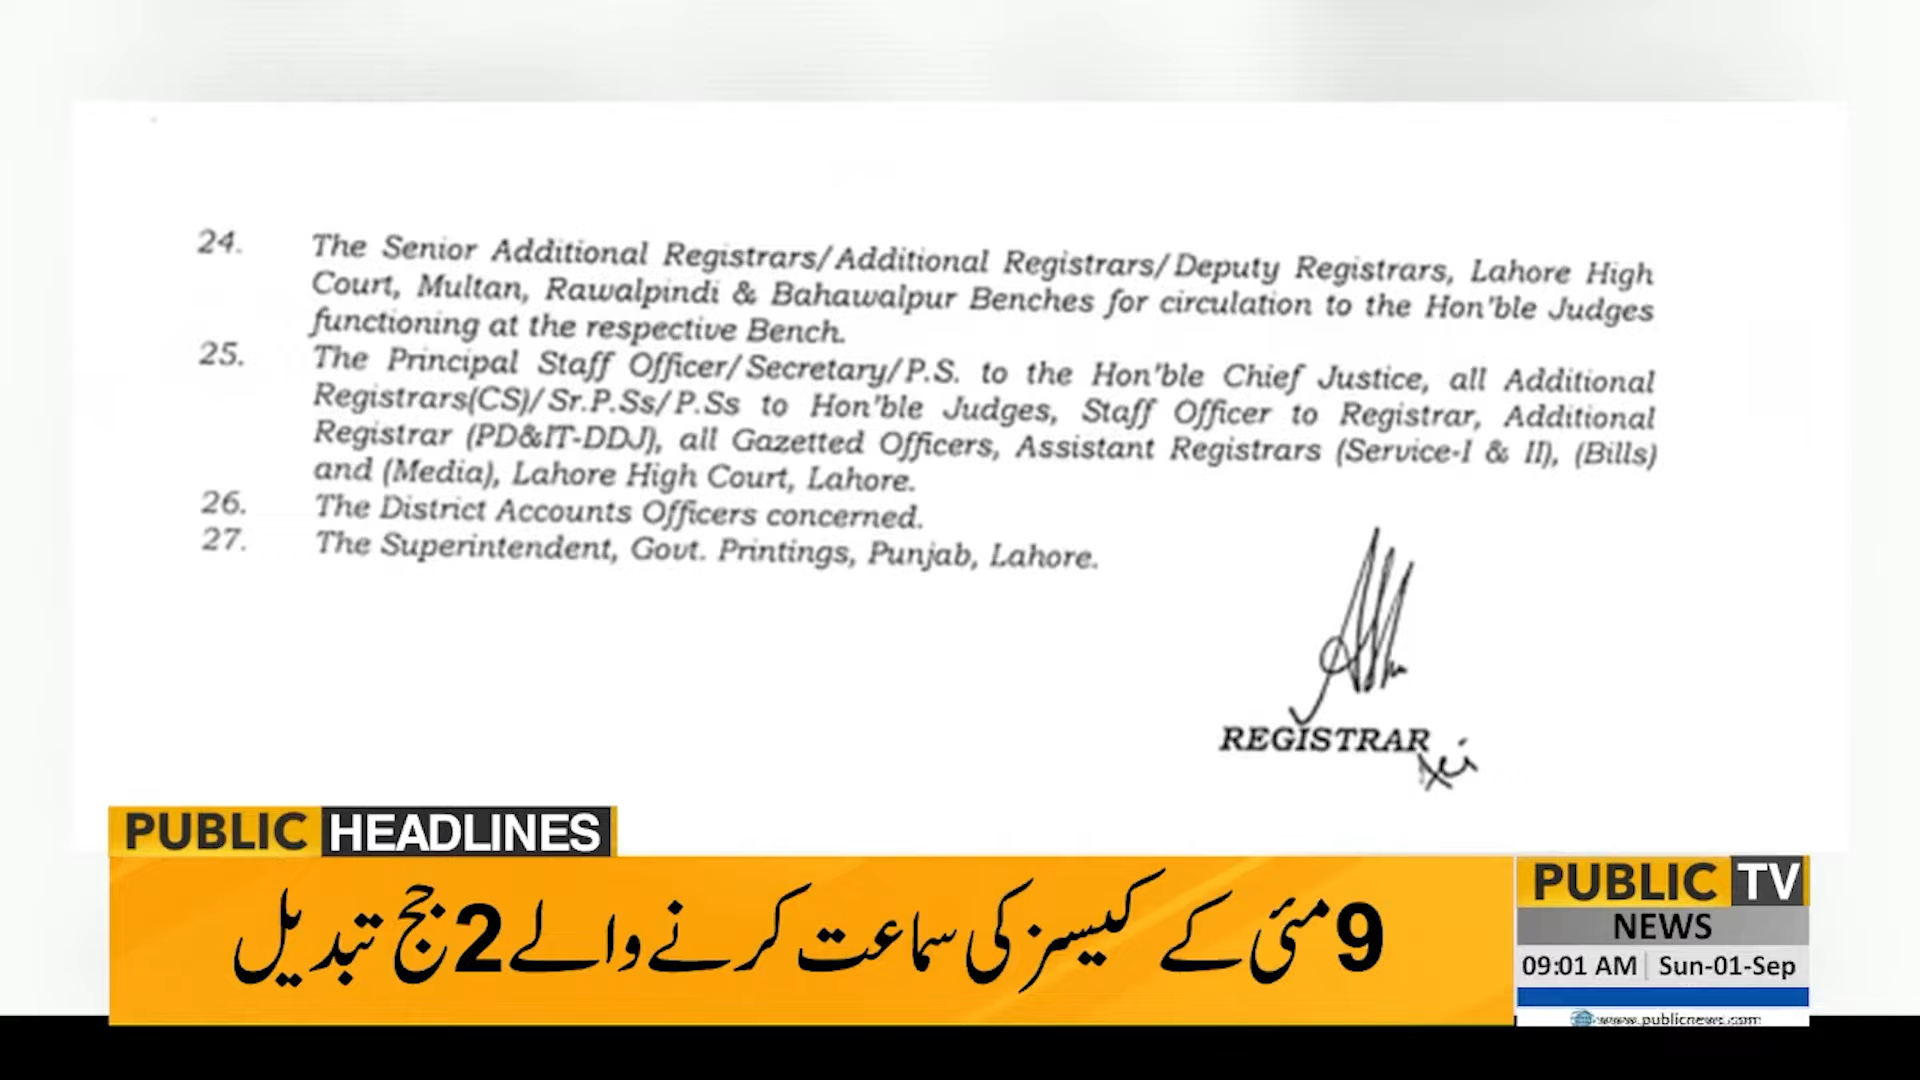 24. The Senior Additional Registrars/Additional Registrars/Deputy Registrars, Lahore High
Court, Multan, Rawalpindi & Bahawalpur Benches for circulation to the Hon'ble Judges
functioning at the respective Bench.
25. The Principal Staff Officer/Secretary/P.S. to the Hon'ble Chief Justice, all Additional
Registrars(CS)/Sr.P.Ss/P.Ss to Hon'ble Judges, Staff Officer to Registrar, Additional
Registrar (PD&IT-DDJ), all Gazetted Officers, Assistant Registrars (Service-I & II), (Bills)
and (Media), Lahore High Court, Lahore.
26. The District Accounts Officers concerned.
27. The Superintendent, Govt. Printings, Punjab, Lahore.
REGISTRAR
PUBLIC HEADLINES
9 مئی کے کیسز کی سماعت کرنے والے 2 جج تبدیل
PUBLIC TV
NEWS
09:01 AM Sun-01-Sep
www.publicnews.com